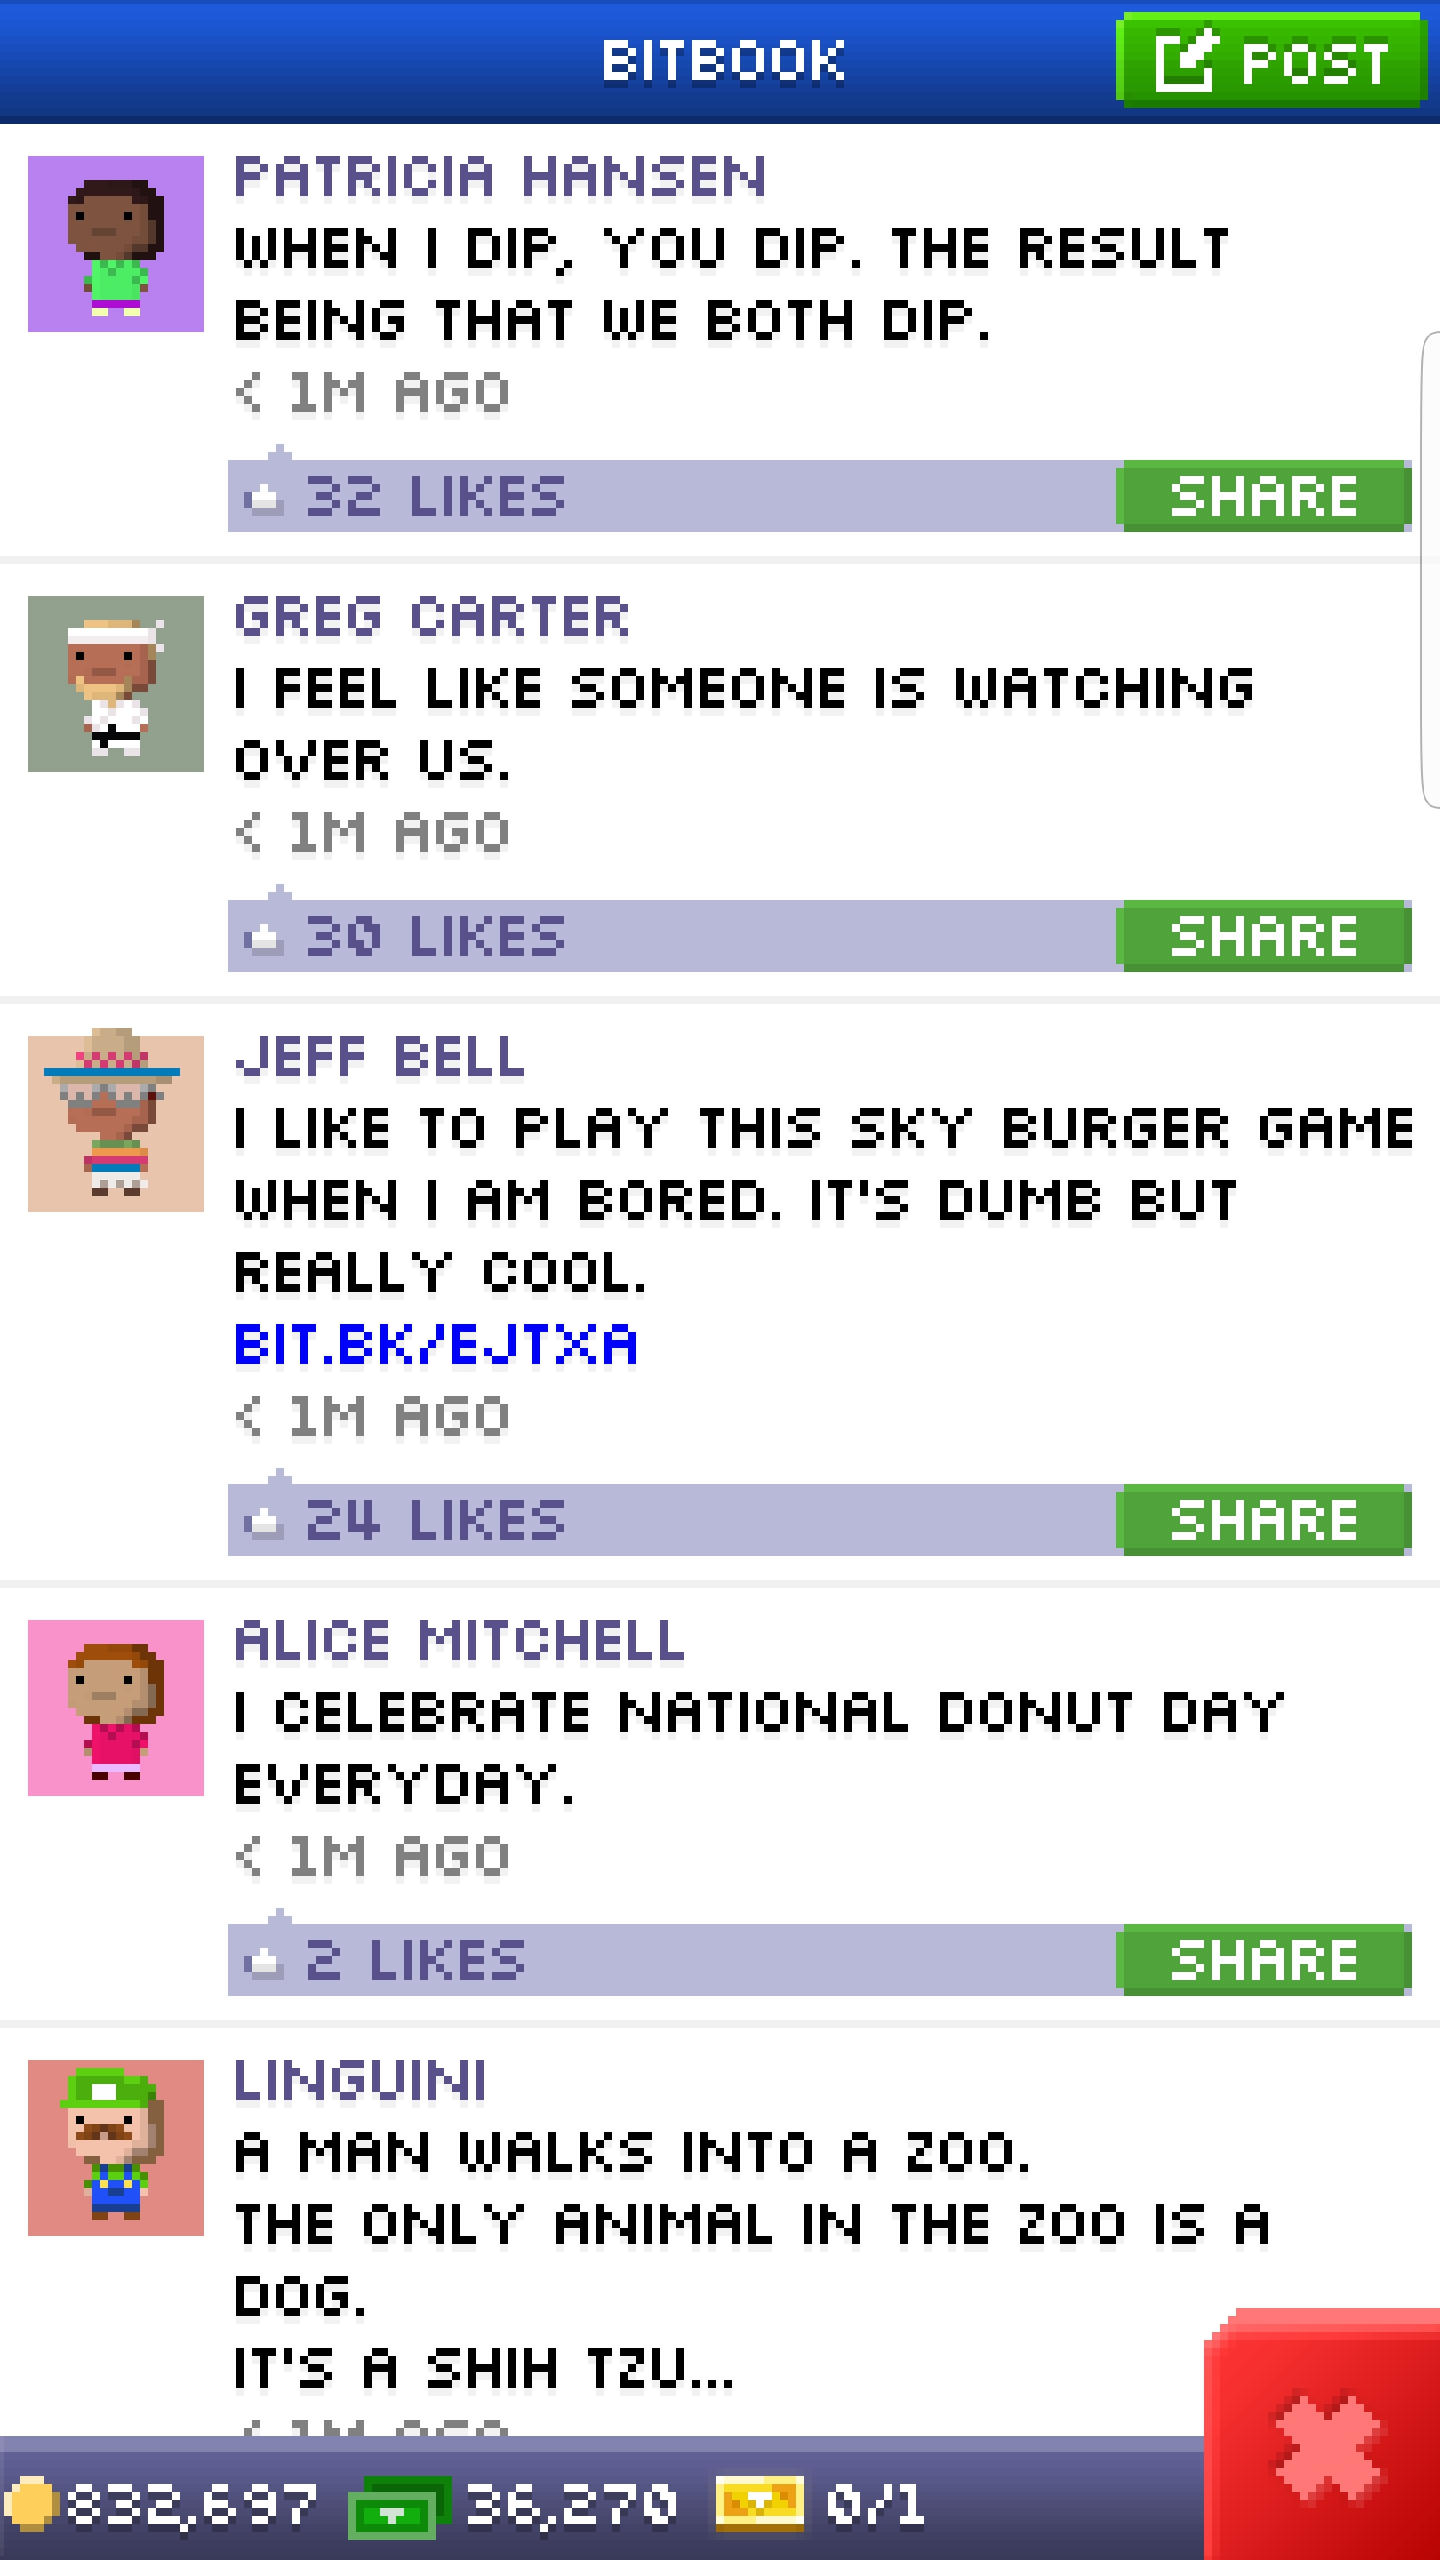 BITBOOK
POST
PATRICIA HANSEN
WHEN I DIP, YOU DIP. THE RESULT
BEING THAT WE BOTH DIP.
< 1M AGO
32 LIKES
SHARE
GREG CARTER
I FEEL LIKE SOMEONE IS WATCHING
OVER US.
< 1M AGO
30 LIKES
SHARE
JEFF BELL
I LIKE TO PLAY THIS SKY BURGER GAME
WHEN I AM BORED. IT'S DUMB BUT
REALLY COOL.
BIT.BK/EJTXA
< 1M AGO
24 LIKES
SHARE
ALICE MITCHELL
I CELEBRATE NATIONAL DONUT DAY
EVERYDAY.
< 1M AGO
2 LIKES
SHARE
LINGUINI
A MAN WALKS INTO A ZOO.
THE ONLY ANIMAL IN THE ZOO IS A
DOG.
IT'S A SHIH TZU...
< 1M AGO
832,697
36,270
0/1